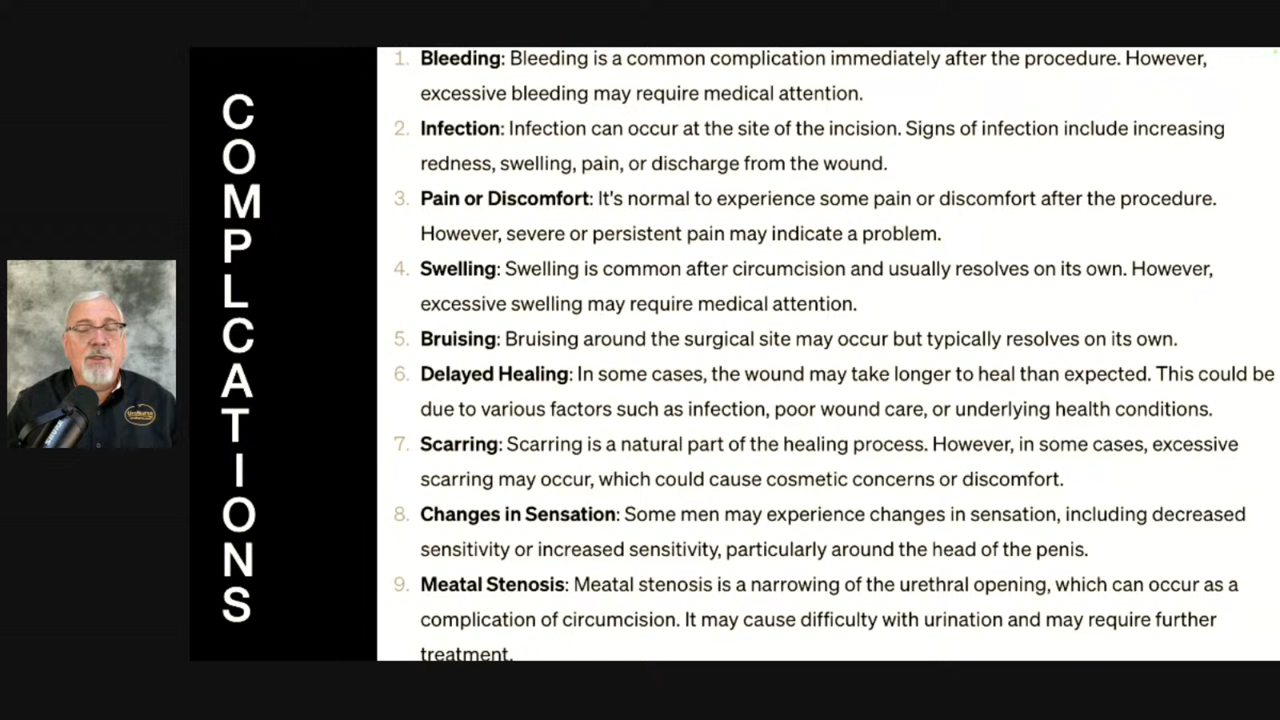 C
O
M
P
L
C
A
T
I
O
N
S
1. Bleeding: Bleeding is a common complication immediately after the procedure. However,
excessive bleeding may require medical attention.
2. Infection: Infection can occur at the site of the incision. Signs of infection include increasing
redness, swelling, pain, or discharge from the wound.
3. Pain or Discomfort: It's normal to experience some pain or discomfort after the procedure.
However, severe or persistent pain may indicate a problem.
4. Swelling: Swelling is common after circumcision and usually resolves on its own. However,
excessive swelling may require medical attention.
5. Bruising: Bruising around the surgical site may occur but typically resolves on its own.
6. Delayed Healing: In some cases, the wound may take longer to heal than expected. This could be
due to various factors such as infection, poor wound care, or underlying health conditions.
7. Scarring: Scarring is a natural part of the healing process. However, in some cases, excessive
scarring may occur, which could cause cosmetic concerns or discomfort.
8. Changes in Sensation: Some men may experience changes in sensation, including decreased
sensitivity or increased sensitivity, particularly around the head of the penis.
9. Meatal Stenosis: Meatal stenosis is a narrowing of the urethral opening, which can occur as a
complication of circumcision. It may cause difficulty with urination and may require further
treatment.